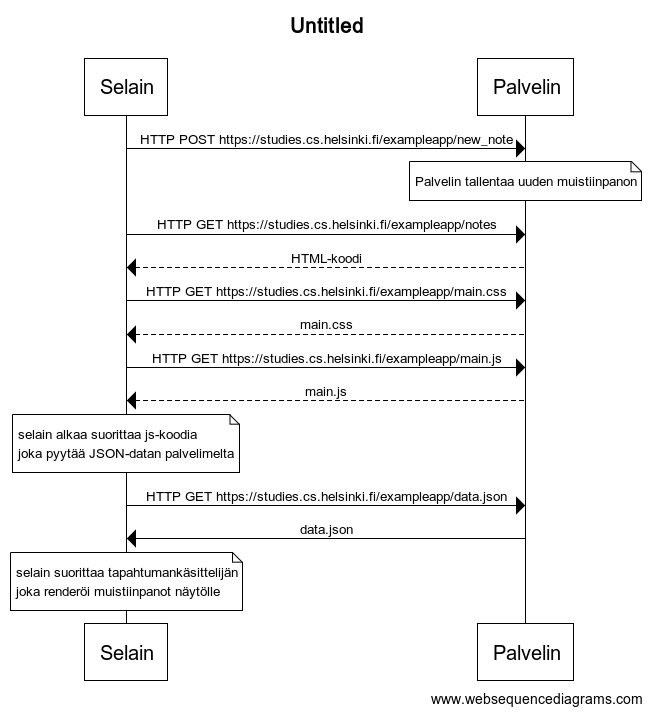 Untitled
Selain
Palvelin
HTTP POST https://studies.cs.helsinki.fi/exampleapp/new_note
Palvelin tallentaa uuden muistiinpanon
HTTP GET https://studies.cs.helsinki.fi/exampleapp/notes
HTML-koodi
HTTP GET https://studies.cs.helsinki.fi/exampleapp/main.css
main.css
HTTP GET https://studies.cs.helsinki.fi/exampleapp/main.js
main.js
selain alkaa suorittaa js-koodia
joka pyytää JSON-datan palvelimelta
HTTP GET https://studies.cs.helsinki.fi/exampleapp/data.json
data.json
selain suorittaa tapahtumankäsittelijän
joka renderöi muistiinpanot näytölle
Selain
Palvelin
www.websequencediagrams.com